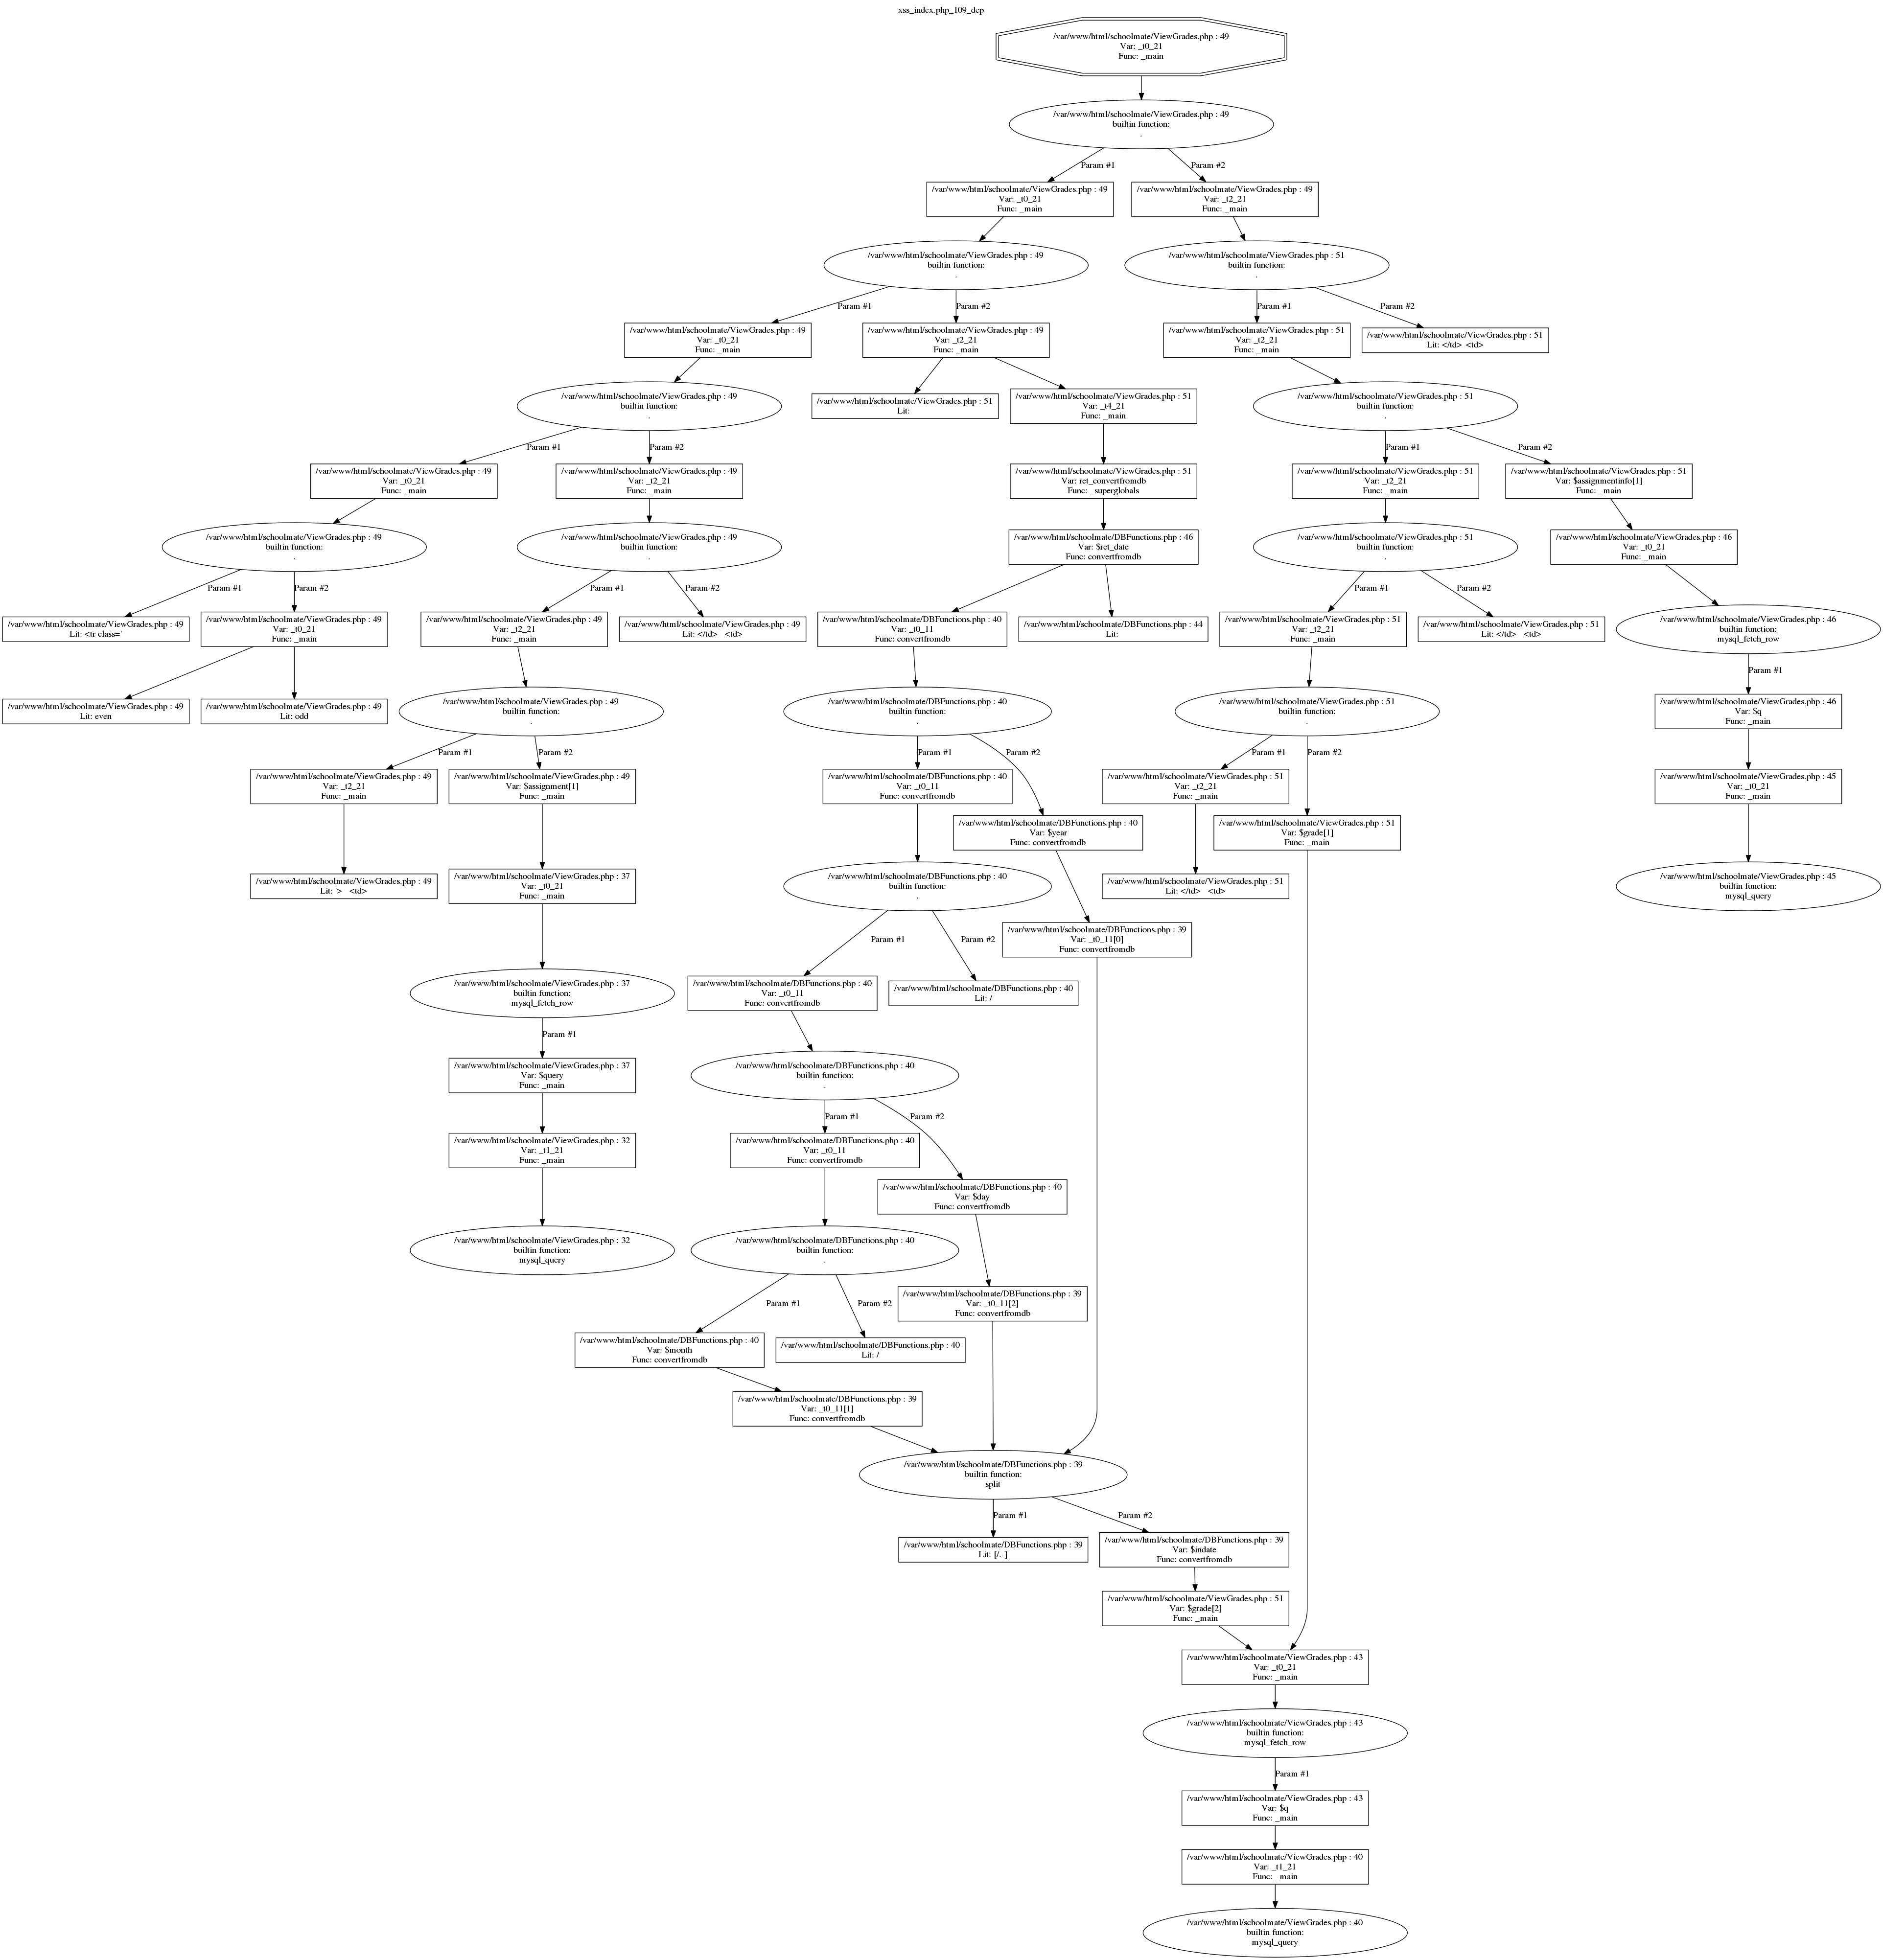 xss_index.php_109_dep
/var/www/html/schoolmate/ViewGrades.php : 49
Var: _t0_21
Func: _main
/var/www/html/schoolmate/ViewGrades.php : 49
builtin function:
.
Param #1
Param #2
/var/www/html/schoolmate/ViewGrades.php : 49
Var: _t0_21
Func: _main
/var/www/html/schoolmate/ViewGrades.php : 49
Var: _t2_21
Func: _main
/var/www/html/schoolmate/ViewGrades.php : 49
builtin function:
.
/var/www/html/schoolmate/ViewGrades.php : 51
builtin function:
.
Param #1
Param #2
Param #1
Param #2
/var/www/html/schoolmate/ViewGrades.php : 49
Var: _t0_21
Func: _main
/var/www/html/schoolmate/ViewGrades.php : 49
Var: _t2_21
Func: _main
/var/www/html/schoolmate/ViewGrades.php : 51
Var: _t2_21
Func: _main
/var/www/html/schoolmate/ViewGrades.php : 51
Lit: </td>  <td>
/var/www/html/schoolmate/ViewGrades.php : 49
builtin function:
.
/var/www/html/schoolmate/ViewGrades.php : 51
Lit:
/var/www/html/schoolmate/ViewGrades.php : 51
Var: _t4_21
Func: _main
/var/www/html/schoolmate/ViewGrades.php : 51
builtin function:
.
Param #1
Param #2
Param #1
Param #2
/var/www/html/schoolmate/ViewGrades.php : 49
Var: _t0_21
Func: _main
/var/www/html/schoolmate/ViewGrades.php : 49
Var: _t2_21
Func: _main
/var/www/html/schoolmate/ViewGrades.php : 51
Var: ret_convertfromdb
Func: _superglobals
/var/www/html/schoolmate/ViewGrades.php : 51
Var: _t2_21
Func: _main
/var/www/html/schoolmate/ViewGrades.php : 51
Var: $assignmentinfo[1]
Func: _main
/var/www/html/schoolmate/ViewGrades.php : 49
builtin function:
.
/var/www/html/schoolmate/ViewGrades.php : 49
builtin function:
.
/var/www/html/schoolmate/DBFunctions.php : 46
Var: $ret_date
Func: convertfromdb
/var/www/html/schoolmate/ViewGrades.php : 51
builtin function:
.
/var/www/html/schoolmate/ViewGrades.php : 46
Var: _t0_21
Func: _main
Param #1
Param #2
Param #1
Param #2
Param #1
Param #2
/var/www/html/schoolmate/ViewGrades.php : 49
Lit: <tr class='
/var/www/html/schoolmate/ViewGrades.php : 49
Var: _t0_21
Func: _main
/var/www/html/schoolmate/ViewGrades.php : 49
Var: _t2_21
Func: _main
/var/www/html/schoolmate/ViewGrades.php : 49
Lit: </td>   <td>
/var/www/html/schoolmate/DBFunctions.php : 40
Var: _t0_11
Func: convertfromdb
/var/www/html/schoolmate/DBFunctions.php : 44
Lit:
/var/www/html/schoolmate/ViewGrades.php : 51
Var: _t2_21
Func: _main
/var/www/html/schoolmate/ViewGrades.php : 51
Lit: </td>   <td>
/var/www/html/schoolmate/ViewGrades.php : 46
builtin function:
mysql_fetch_row
Param #1
/var/www/html/schoolmate/ViewGrades.php : 49
Lit: even
/var/www/html/schoolmate/ViewGrades.php : 49
Lit: odd
/var/www/html/schoolmate/ViewGrades.php : 49
builtin function:
.
/var/www/html/schoolmate/DBFunctions.php : 40
builtin function:
.
/var/www/html/schoolmate/ViewGrades.php : 51
builtin function:
.
/var/www/html/schoolmate/ViewGrades.php : 46
Var: $q
Func: _main
Param #1
Param #2
Param #1
Param #2
Param #1
Param #2
/var/www/html/schoolmate/ViewGrades.php : 49
Var: _t2_21
Func: _main
/var/www/html/schoolmate/ViewGrades.php : 49
Var: $assignment[1]
Func: _main
/var/www/html/schoolmate/DBFunctions.php : 40
Var: _t0_11
Func: convertfromdb
/var/www/html/schoolmate/DBFunctions.php : 40
Var: $year
Func: convertfromdb
/var/www/html/schoolmate/ViewGrades.php : 51
Var: _t2_21
Func: _main
/var/www/html/schoolmate/ViewGrades.php : 51
Var: $grade[1]
Func: _main
/var/www/html/schoolmate/ViewGrades.php : 45
Var: _t0_21
Func: _main
/var/www/html/schoolmate/ViewGrades.php : 49
Lit: '>   <td>
/var/www/html/schoolmate/ViewGrades.php : 37
Var: _t0_21
Func: _main
/var/www/html/schoolmate/DBFunctions.php : 40
builtin function:
.
/var/www/html/schoolmate/ViewGrades.php : 51
Lit: </td>   <td>
/var/www/html/schoolmate/ViewGrades.php : 45
builtin function:
mysql_query
Param #1
Param #2
/var/www/html/schoolmate/DBFunctions.php : 39
Var: _t0_11[0]
Func: convertfromdb
/var/www/html/schoolmate/ViewGrades.php : 37
builtin function:
mysql_fetch_row
/var/www/html/schoolmate/DBFunctions.php : 40
Var: _t0_11
Func: convertfromdb
/var/www/html/schoolmate/DBFunctions.php : 40
Lit: /
Param #1
/var/www/html/schoolmate/ViewGrades.php : 37
Var: $query
Func: _main
/var/www/html/schoolmate/DBFunctions.php : 40
builtin function:
.
Param #1
Param #2
/var/www/html/schoolmate/ViewGrades.php : 32
Var: _t1_21
Func: _main
/var/www/html/schoolmate/DBFunctions.php : 40
Var: _t0_11
Func: convertfromdb
/var/www/html/schoolmate/DBFunctions.php : 40
Var: $day
Func: convertfromdb
/var/www/html/schoolmate/ViewGrades.php : 32
builtin function:
mysql_query
/var/www/html/schoolmate/DBFunctions.php : 40
builtin function:
.
Param #1
Param #2
/var/www/html/schoolmate/DBFunctions.php : 39
Var: _t0_11[2]
Func: convertfromdb
/var/www/html/schoolmate/DBFunctions.php : 40
Var: $month
Func: convertfromdb
/var/www/html/schoolmate/DBFunctions.php : 40
Lit: /
/var/www/html/schoolmate/DBFunctions.php : 39
Var: _t0_11[1]
Func: convertfromdb
/var/www/html/schoolmate/DBFunctions.php : 39
builtin function:
split
Param #1
Param #2
/var/www/html/schoolmate/DBFunctions.php : 39
Lit: [/.-]
/var/www/html/schoolmate/DBFunctions.php : 39
Var: $indate
Func: convertfromdb
/var/www/html/schoolmate/ViewGrades.php : 51
Var: $grade[2]
Func: _main
/var/www/html/schoolmate/ViewGrades.php : 43
Var: _t0_21
Func: _main
/var/www/html/schoolmate/ViewGrades.php : 43
builtin function:
mysql_fetch_row
Param #1
/var/www/html/schoolmate/ViewGrades.php : 43
Var: $q
Func: _main
/var/www/html/schoolmate/ViewGrades.php : 40
Var: _t1_21
Func: _main
/var/www/html/schoolmate/ViewGrades.php : 40
builtin function:
mysql_query